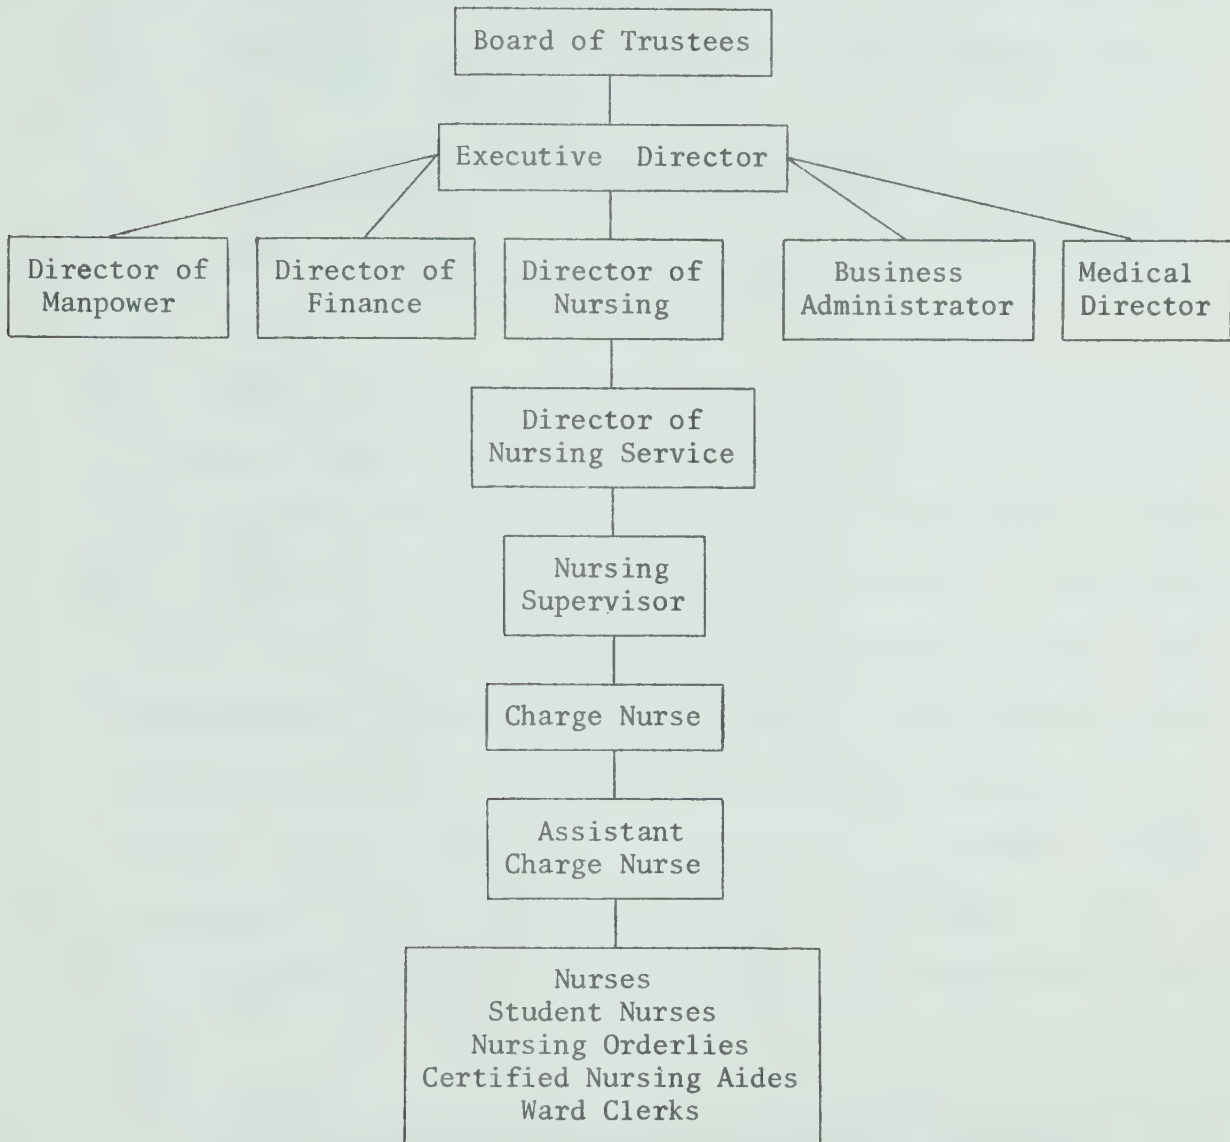 Board of Trustees
Executive Director
Director of
Manpower
Director of
Finance
Director of
Nursing
Business
Administrator
Medical
Director
Director of
Nursing Service
Nursing
Supervisor
Charge Nurse
Assistant
Charge Nurse
Nurses
Student Nurses
Nursing Orderlies
Certified Nursing Aides
Ward Clerks